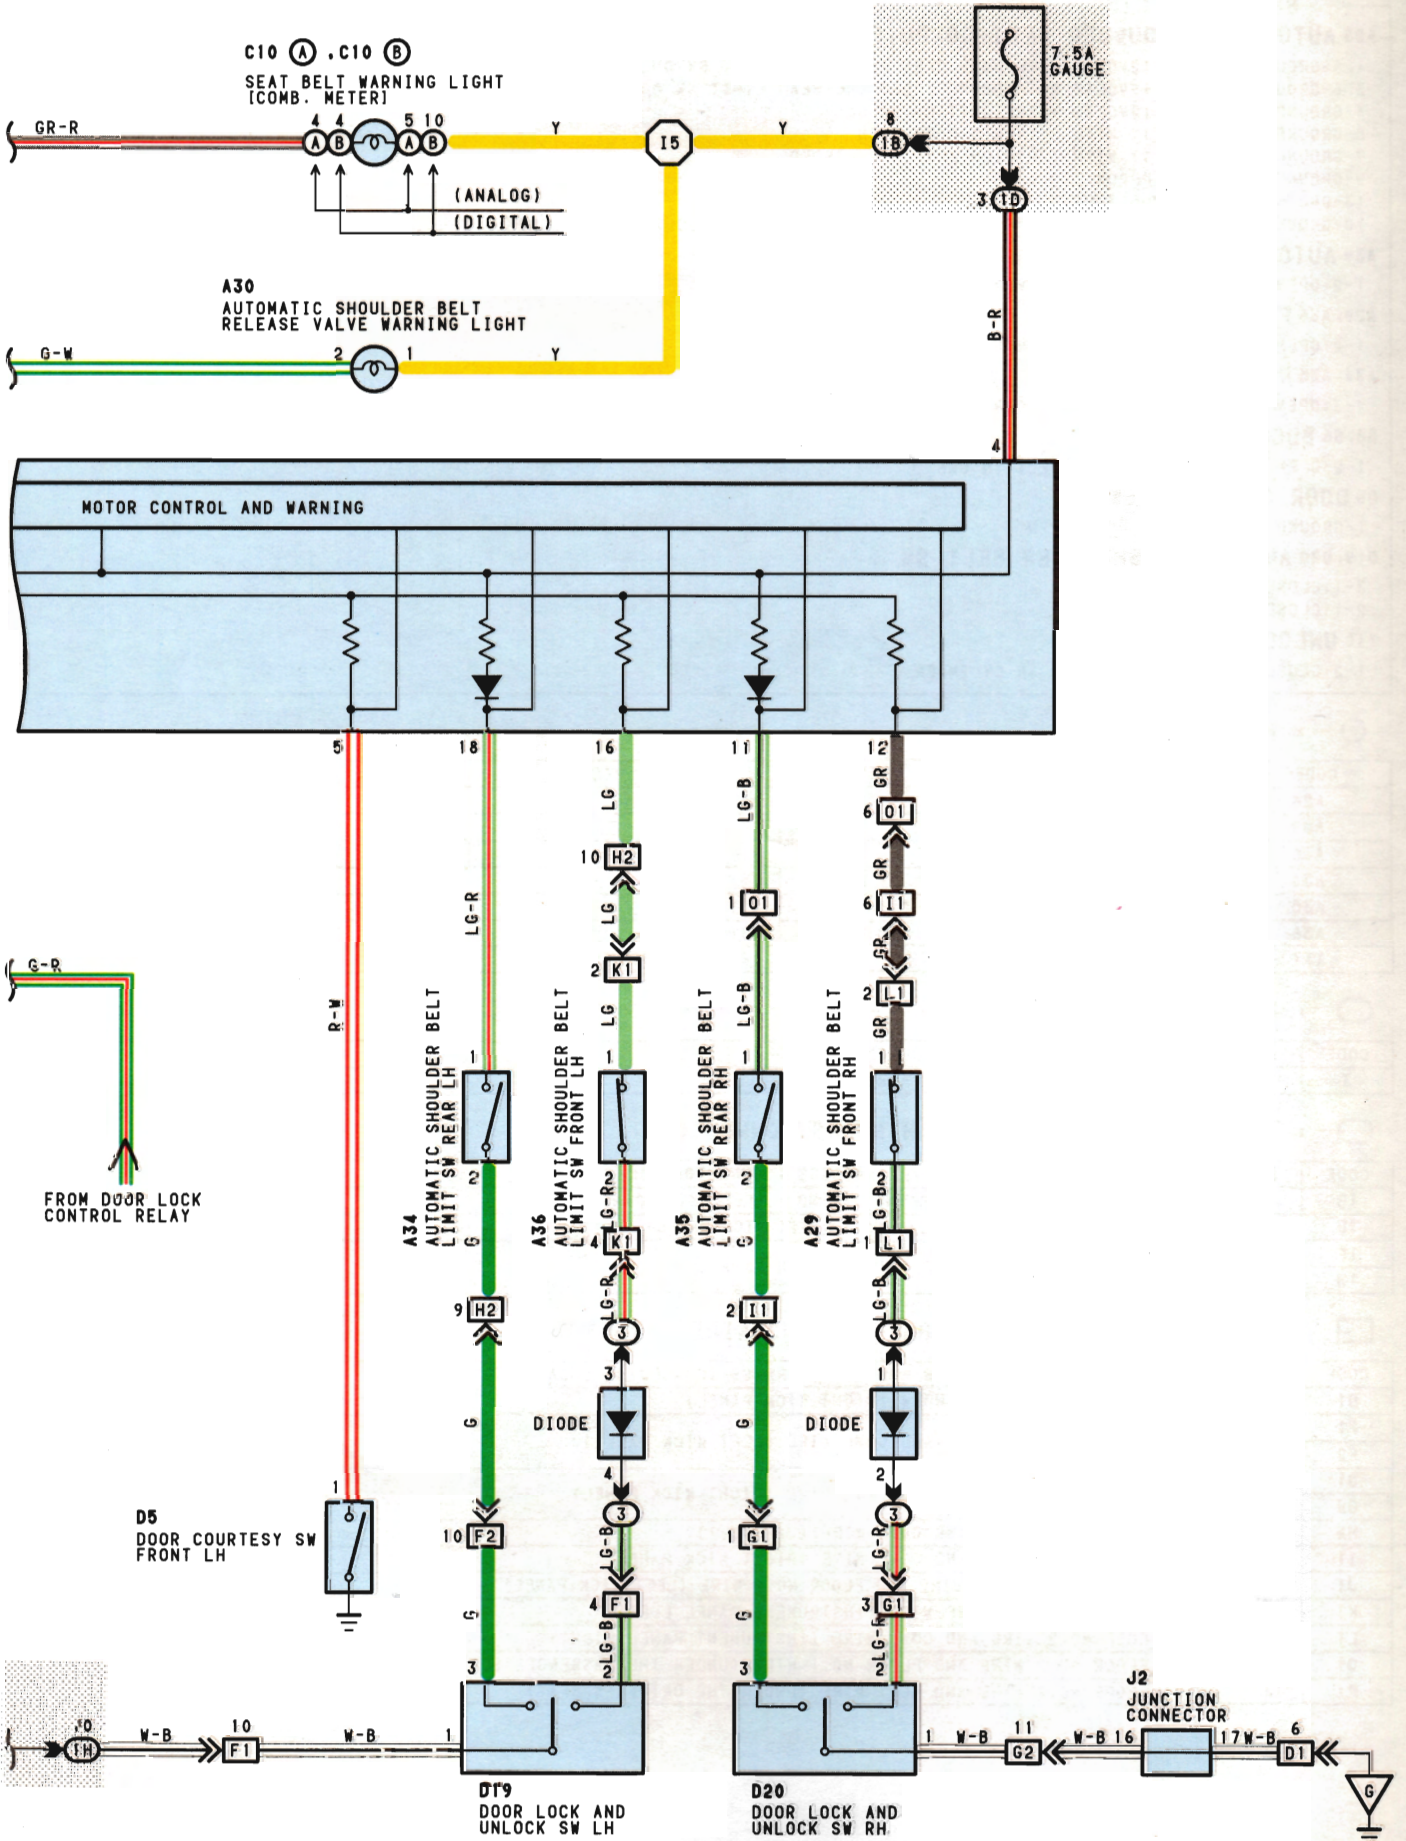 C10 A , C10 B
SEAT BELT WARNING LIGHT
[COMB. METER]
7.5A
GAUGE
GR-R
4 4 5 10
A B A B
Y
I5
Y
8
1B
3 1D
(ANALOG)
(DIGITAL)
A30
AUTOMATIC SHOULDER BELT
RELEASE VALVE WARNING LIGHT
G-W
2
1
Y
B-R
4
MOTOR CONTROL AND WARNING
5
18
16
11
12
LG
LG-B
GR
6 O1
10 H2
GR
LG-R
LG
1 O1
6 I1
GR
G-R
2 K1
2 L1
R-W
LG
LG-B
GR
1
1
1
1
A34
AUTOMATIC SHOULDER BELT
LIMIT SW REAR LH
A36
AUTOMATIC SHOULDER BELT
LIMIT SW FRONT LH
A35
AUTOMATIC SHOULDER BELT
LIMIT SW REAR RH
A29
AUTOMATIC SHOULDER BELT
LIMIT SW FRONT RH
2
2
2
2
FROM DOOR LOCK
CONTROL RELAY
G
LG-R
G
LG-B
4 K1
1 L1
LG-R
LG-B
9 H2
2 I1
3
3
3
1
G
DIODE
G
DIODE
4
2
1
3
3
D5
DOOR COURTESY SW
FRONT LH
10 F2
LG-B
1 G1
LG-R
4 F1
3 G1
G
LG-B
G
LG-R
3
2
3
2
J2
JUNCTION
CONNECTOR
1H
W-B
10
F1
W-B
1
1
W-B
11
G2
W-B 16
17 W-B
6
D1
G
D19
DOOR LOCK AND
UNLOCK SW LH
D20
DOOR LOCK AND
UNLOCK SW RH